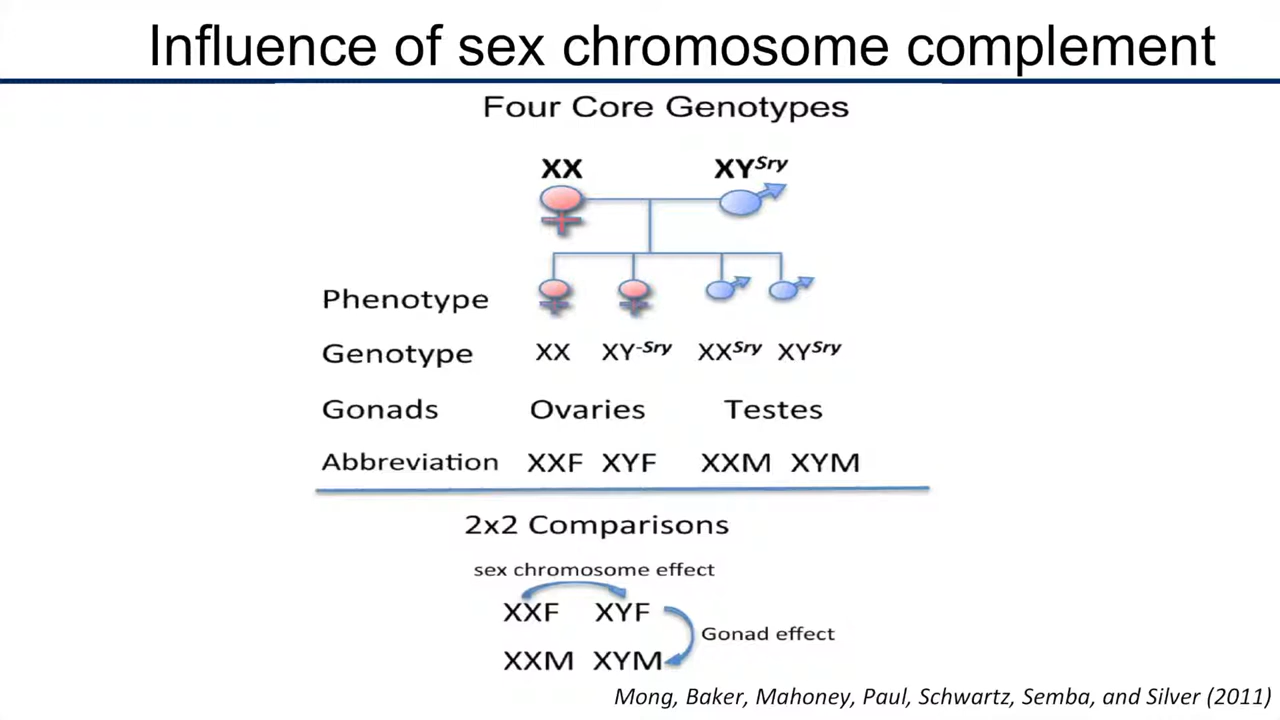 Influence of sex chromosome complement
Four Core Genotypes
XX XY^Sry
Phenotype
Genotype XX XY^-Sry XX^Sry XY^Sry
Gonads Ovaries Testes
Abbreviation XXF XYF XXM XYM
2x2 Comparisons
sex chromosome effect
XXF XYF
Gonad effect
XXM XYM
Mong, Baker, Mahoney, Paul, Schwartz, Semba, and Silver (2011)